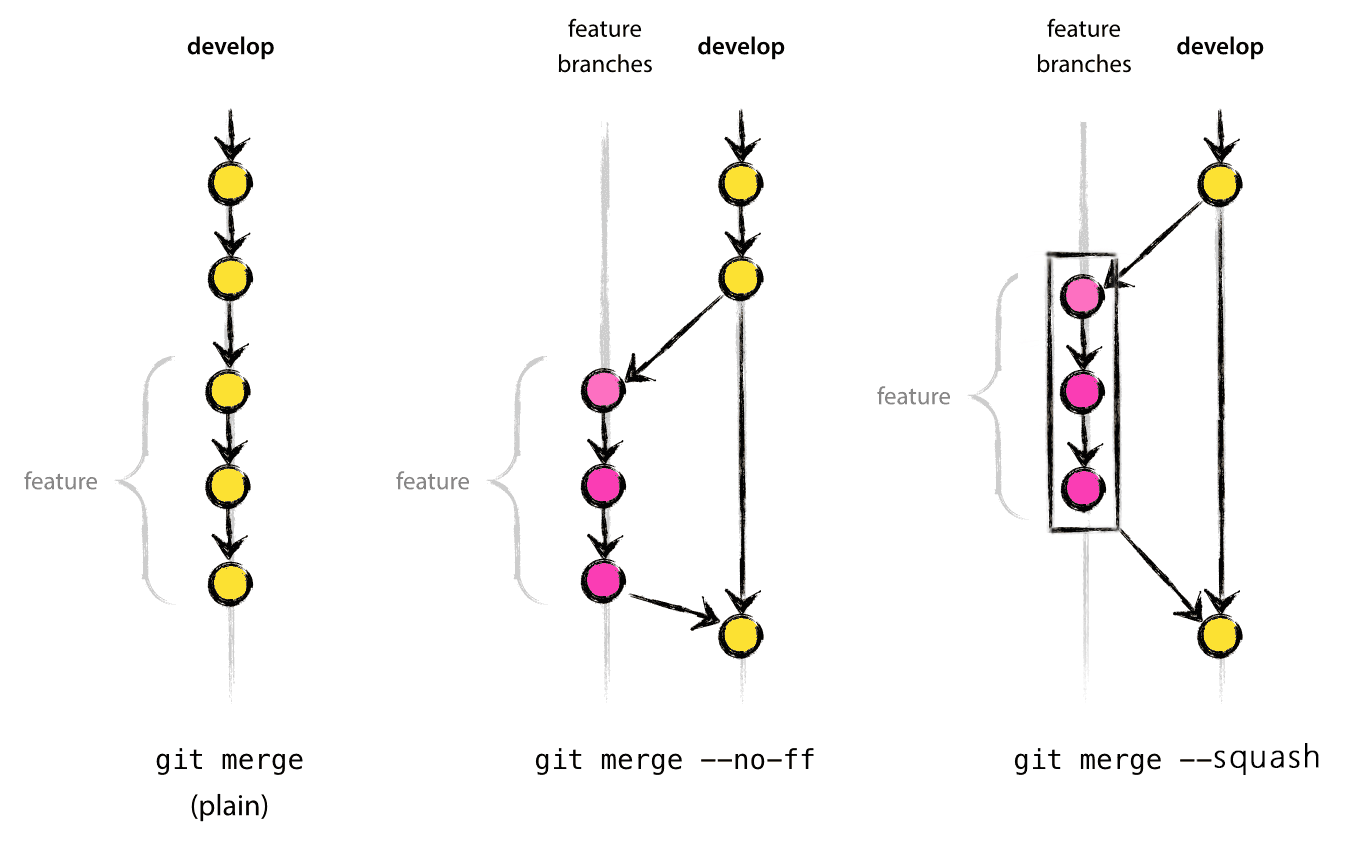 develop
feature
git merge
(plain)
feature
branches
develop
feature
git merge --no-ff
feature
branches
develop
feature
git merge --squash